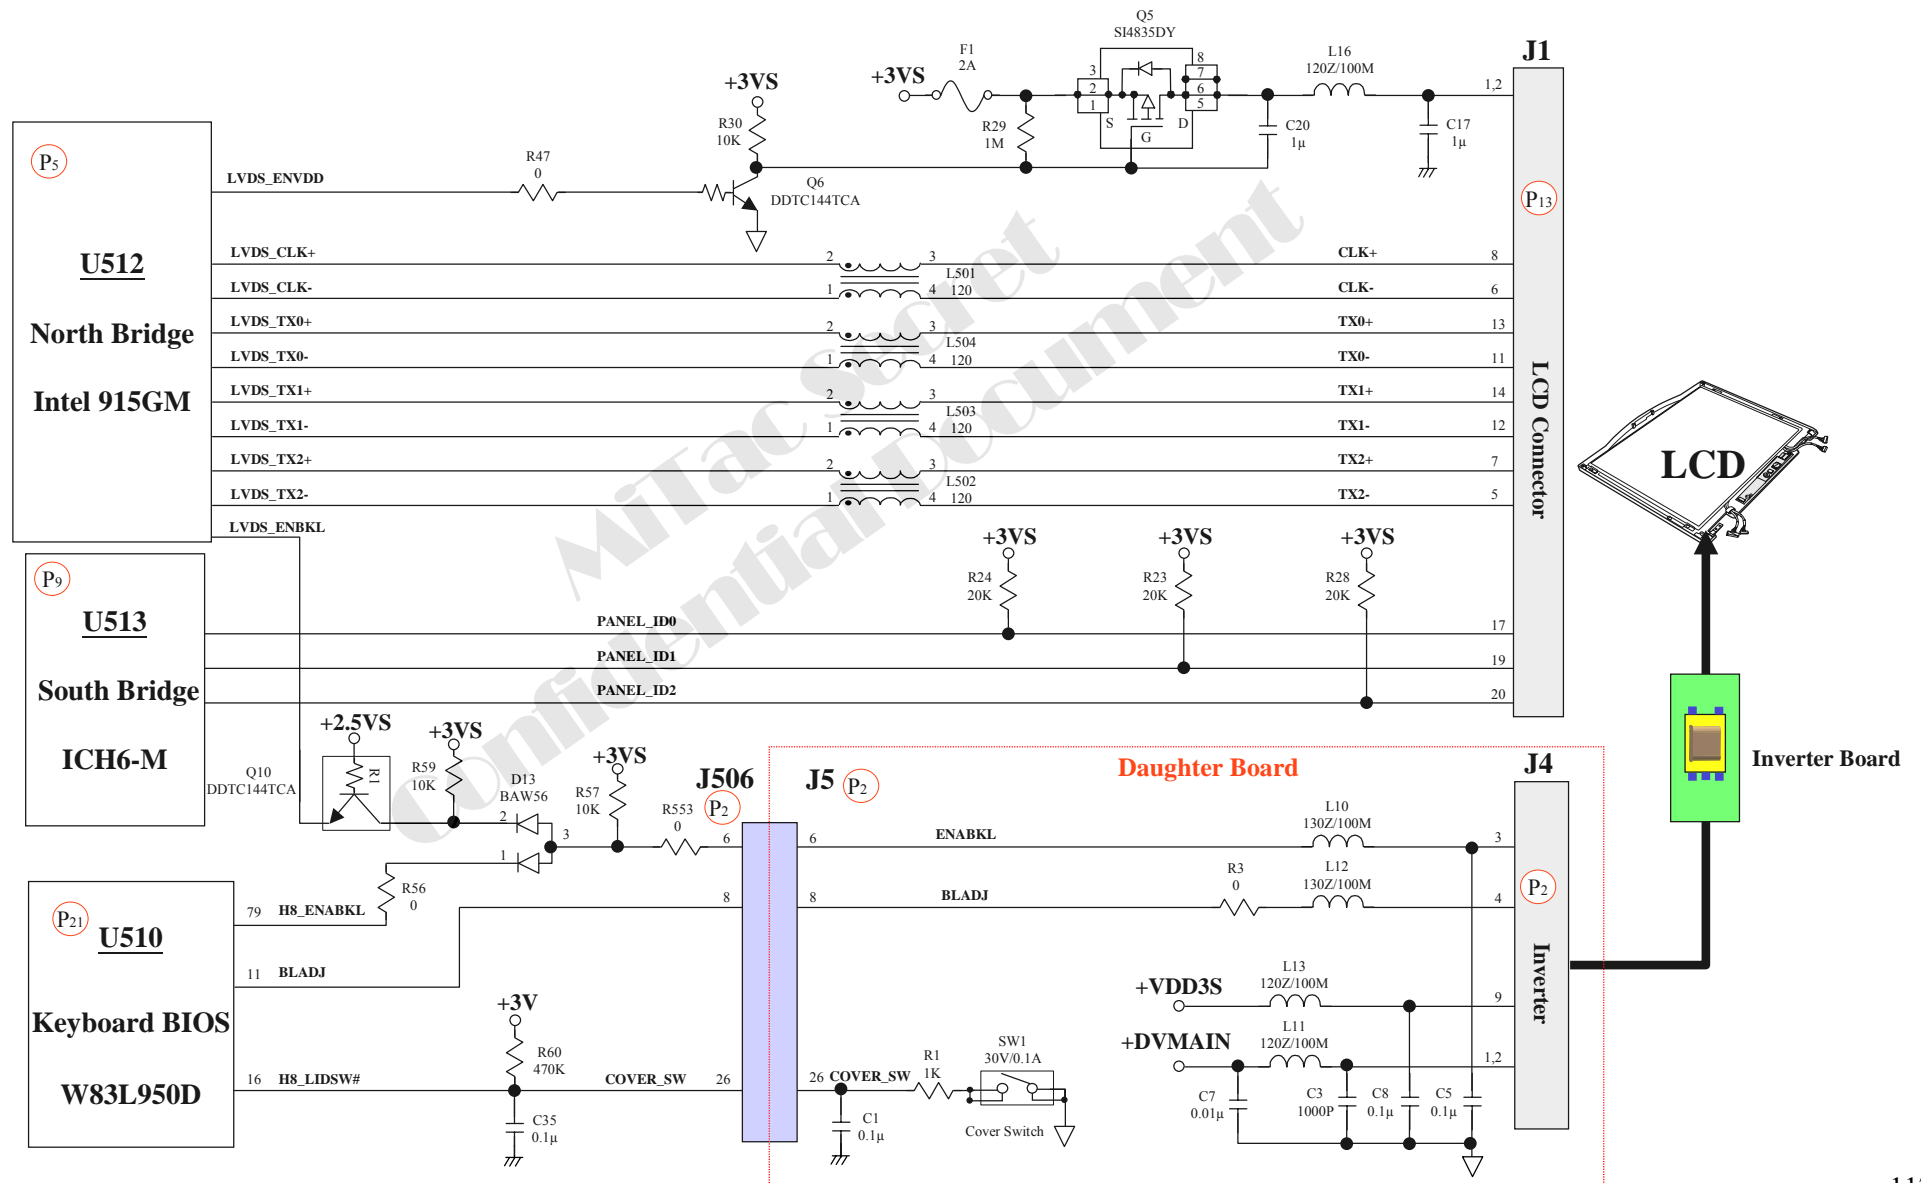 Q5
SI4835DY
F1
2A
L16
120Z/100M
J1
+3VS
+3VS
3
2
1
8
7
6
5
S
G
D
1,2
R30
10K
R29
1M
C20
1µ
C17
1µ
P5
R47
0
LVDS_ENVDD
Q6
DDTC144TCA
P13
U512
North Bridge
Intel 915GM
LVDS_CLK+
2
3
CLK+
8
L501
LVDS_CLK-
1
4
120
CLK-
6
LVDS_TX0+
2
3
TX0+
13
L504
LVDS_TX0-
1
4
120
TX0-
11
LVDS_TX1+
2
3
TX1+
14
L503
LVDS_TX1-
1
4
120
TX1-
12
LVDS_TX2+
2
3
TX2+
7
L502
LVDS_TX2-
1
4
120
TX2-
5
LVDS_ENBKL
LCD Connector
LCD
MiTac Secret
Confidential Document
+3VS
+3VS
+3VS
R24
20K
R23
20K
R28
20K
P9
U513
South Bridge
ICH6-M
PANEL_ID0
17
PANEL_ID1
19
PANEL_ID2
20
+2.5VS
R1
Q10
DDTC144TCA
+3VS
R59
10K
D13
BAW56
2
1
3
+3VS
R57
10K
R553
0
J506
P2
J5
P2
Daughter Board
J4
Inverter Board
6
6
ENABKL
L10
130Z/100M
3
R56
0
8
8
BLADJ
R3
0
L12
130Z/100M
4
P2
Inverter
P21
U510
Keyboard BIOS
W83L950D
79
H8_ENABKL
11
BLADJ
16
H8_LIDSW#
+3V
R60
470K
COVER_SW
26
26
COVER_SW
C35
0.1µ
C1
0.1µ
R1
1K
SW1
30V/0.1A
Cover Switch
+VDD3S
L13
120Z/100M
9
+DVMAIN
L11
120Z/100M
1,2
C7
0.01µ
C3
1000P
C8
0.1µ
C5
0.1µ